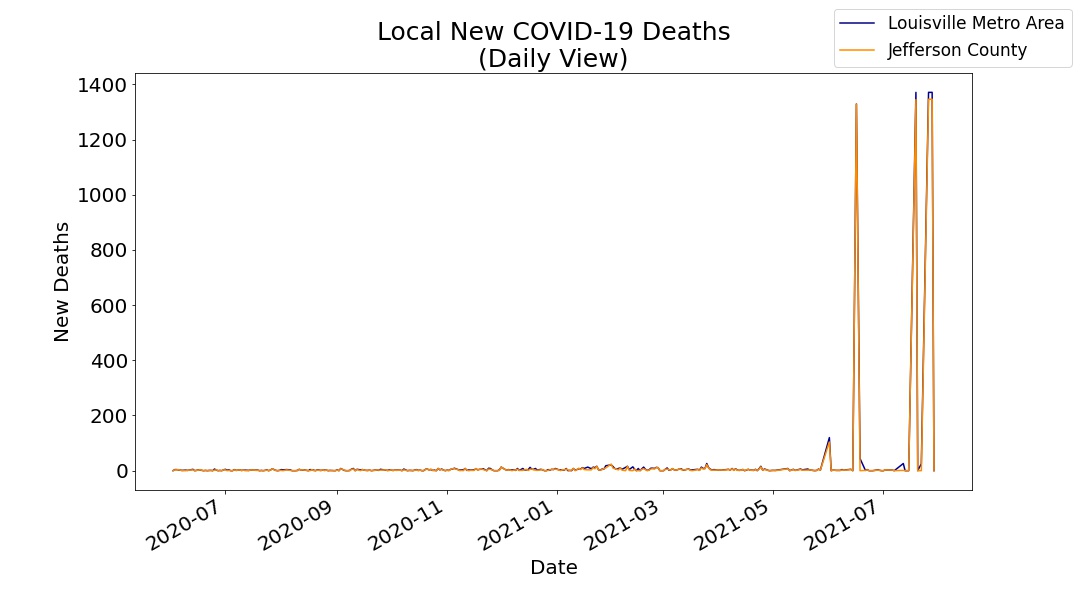 Local New COVID-19 Deaths
(Daily View)
Louisville Metro Area
Jefferson County
New Deaths
1400
1200
1000
800
600
400
200
0
2020-07
2020-09
2020-11
2021-01
2021-03
2021-05
2021-07
Date